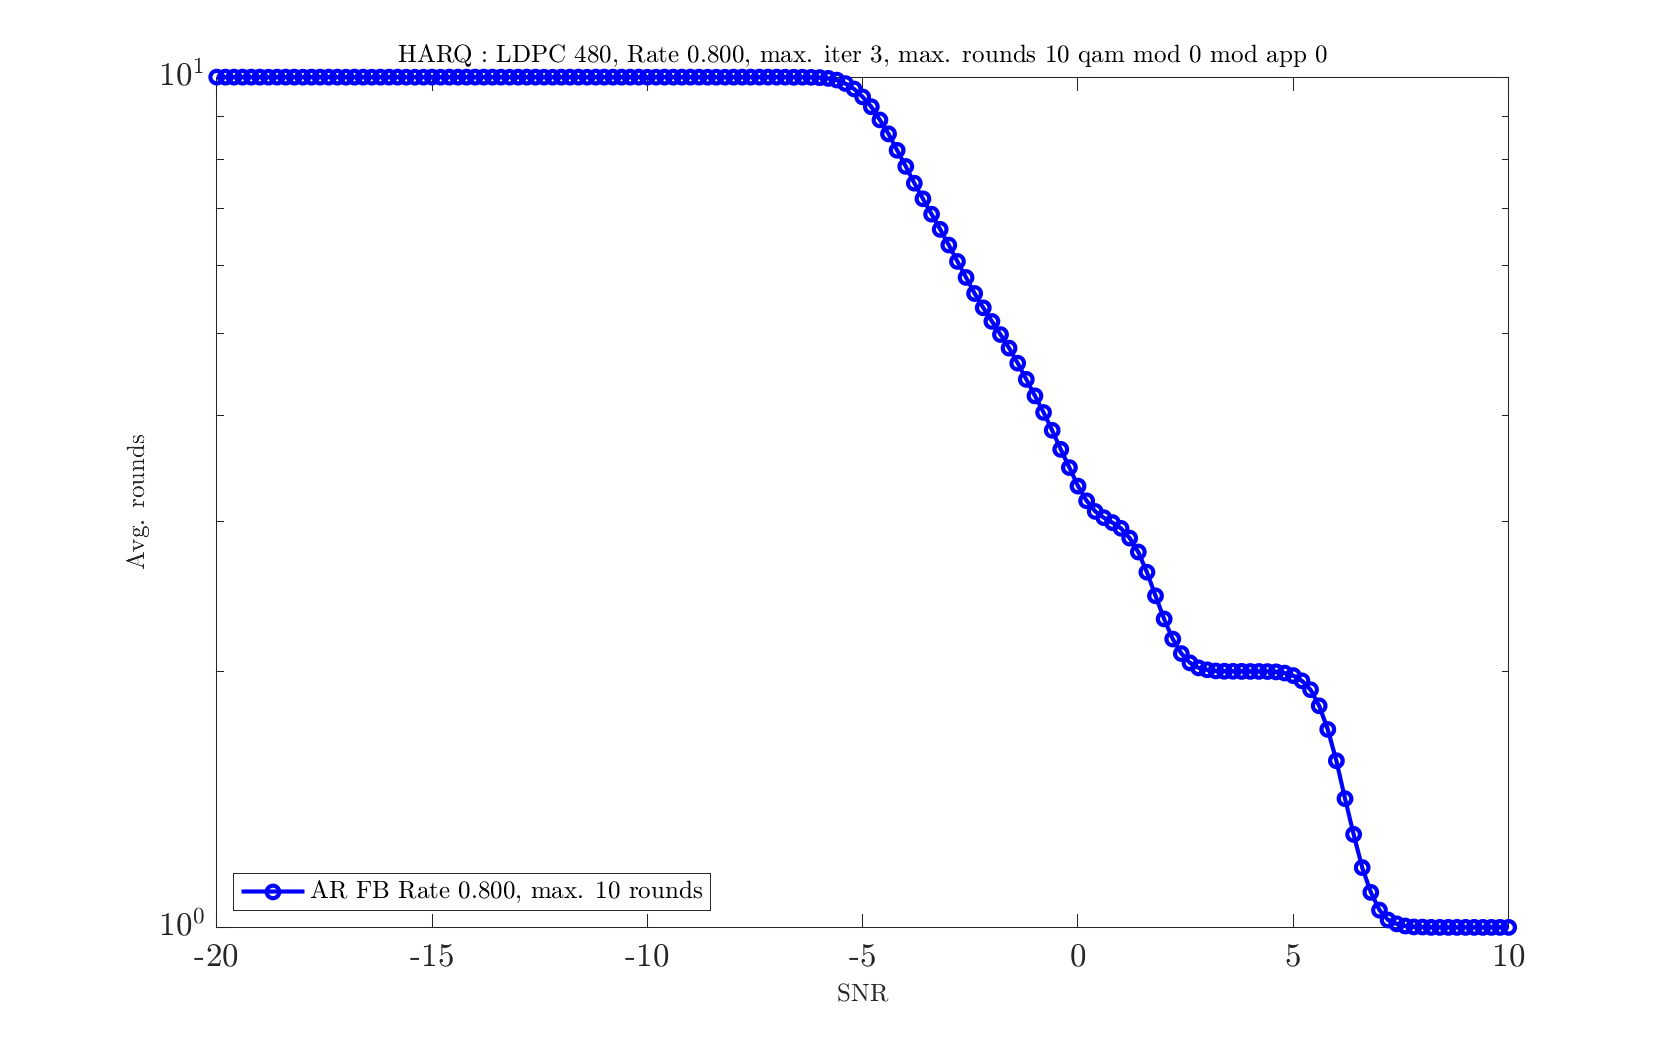 HARQ : LDPC 480, Rate 0.800, max. iter 3, max. rounds 10 qam mod 0 mod app 0
10^1
Avg. rounds
AR FB Rate 0.800, max. 10 rounds
10^0
-20 -15 -10 -5 0 5 10
SNR